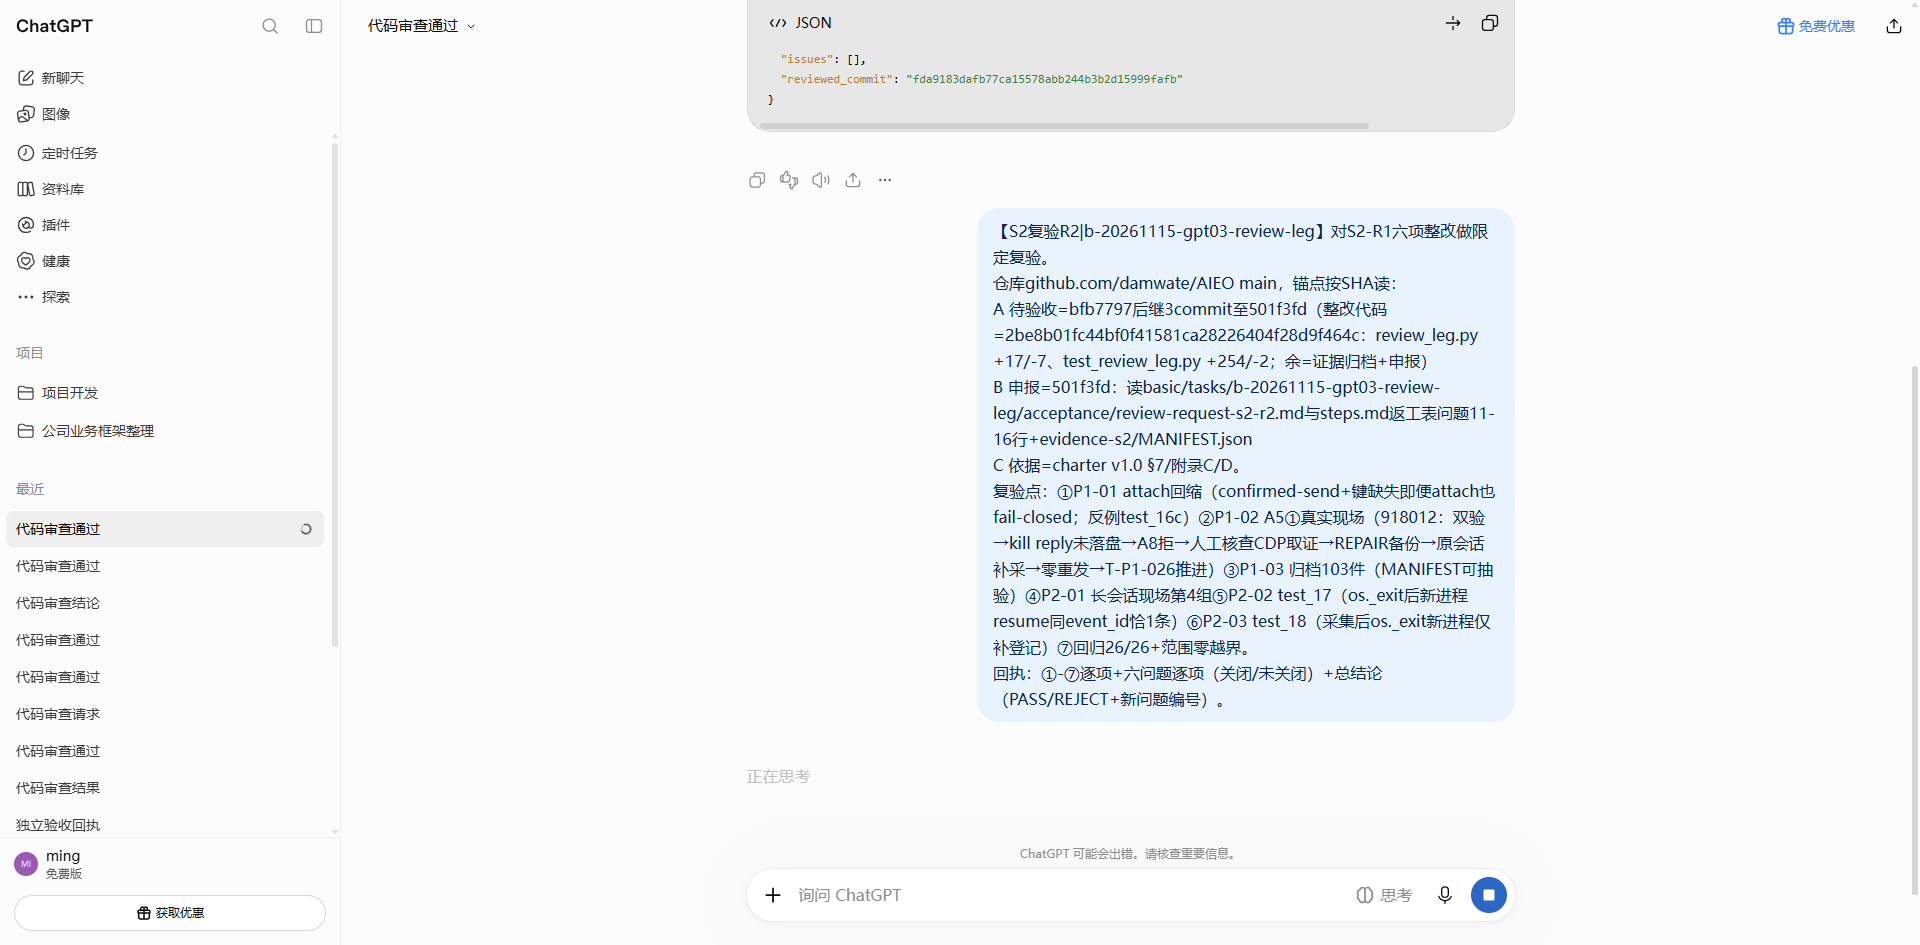 ChatGPT
新聊天
图像
定时任务
资料库
插件
健康
探索
项目
项目开发
公司业务框架整理
最近
代码审查通过
代码审查通过
代码审查结论
代码审查通过
代码审查通过
代码审查请求
代码审查通过
代码审查结果
独立验收回执
MI
ming
免费版
获取优惠
代码审查通过
免费优惠
JSON
"issues": [],
"reviewed_commit": "fda9183dafb77ca15578abb244b3b2d15999fafb"
}
【S2复验R2|b-20261115-gpt03-review-leg】对S2-R1六项整改做限
定复验。
仓库github.com/damwate/AIEO main，锚点按SHA读：
A 待验收=bfb7797后继3commit至501f3fd（整改代码
=2be8b01fc44bf0f41581ca28226404f28d9f464c：review_leg.py
+17/-7、test_review_leg.py +254/-2；余=证据归档+申报）
B 申报=501f3fd：读basic/tasks/b-20261115-gpt03-review-
leg/acceptance/review-request-s2-r2.md与steps.md返工表问题11-
16行+evidence-s2/MANIFEST.json
C 依据=charter v1.0 §7/附录C/D。
复验点：①P1-01 attach回缩（confirmed-send+键缺失即便attach也
fail-closed；反例test_16c）②P1-02 A5①真实现场（918012：双验
→kill reply未落盘→A8拒→人工核查CDP取证→REPAIR备份→原会话
补采→零重发→T-P1-026推进）③P1-03 归档103件（MANIFEST可抽
验）④P2-01 长会话现场第4组⑤P2-02 test_17（os._exit后新进程
resume同event_id恰1条）⑥P2-03 test_18（采集后os._exit新进程仅
补登记）⑦回归26/26+范围零越界。
回执：①-⑦逐项+六问题逐项（关闭/未关闭）+总结论
（PASS/REJECT+新问题编号）。
正在思考
ChatGPT 可能会出错。请核查重要信息。
询问 ChatGPT
思考